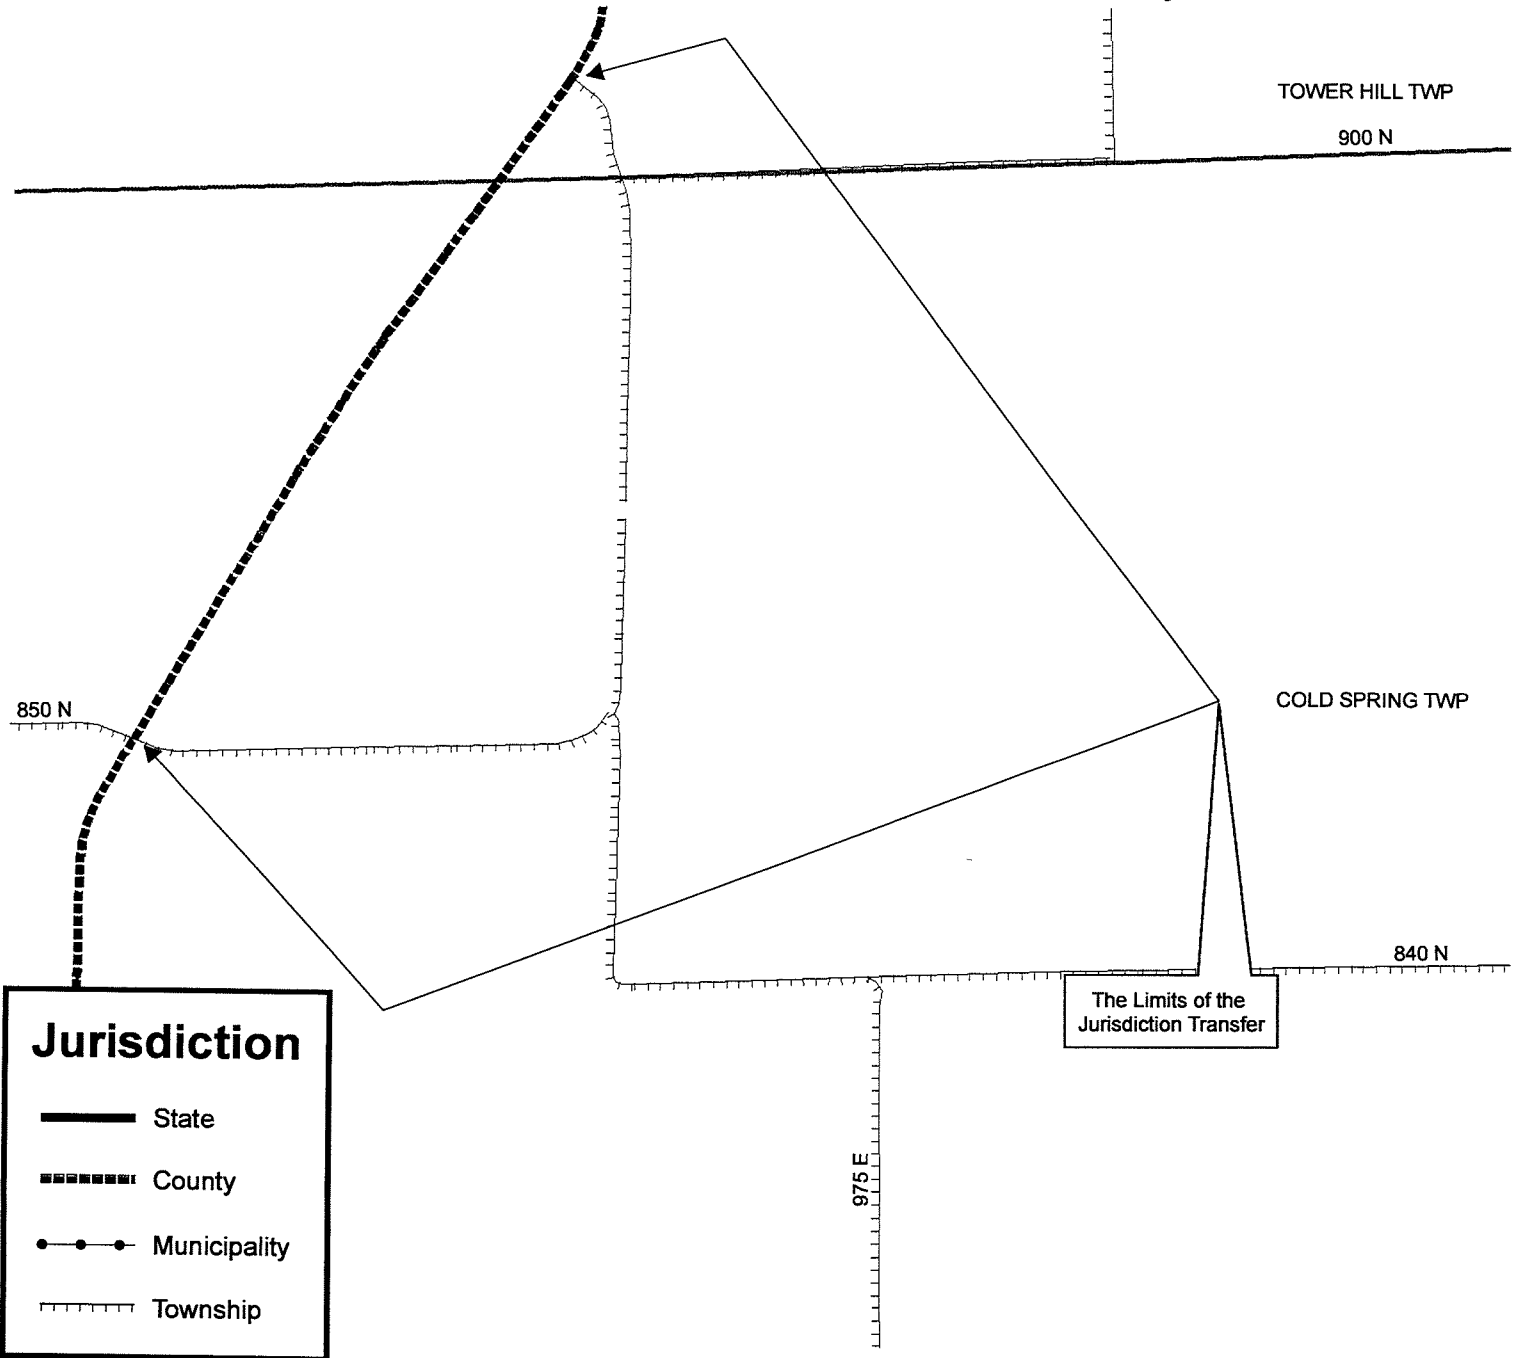 TOWER HILL TWP
900 N
850 N
COLD SPRING TWP
840 N
The Limits of the
Jurisdiction Transfer
975 E
Jurisdiction
State
County
Municipality
Township